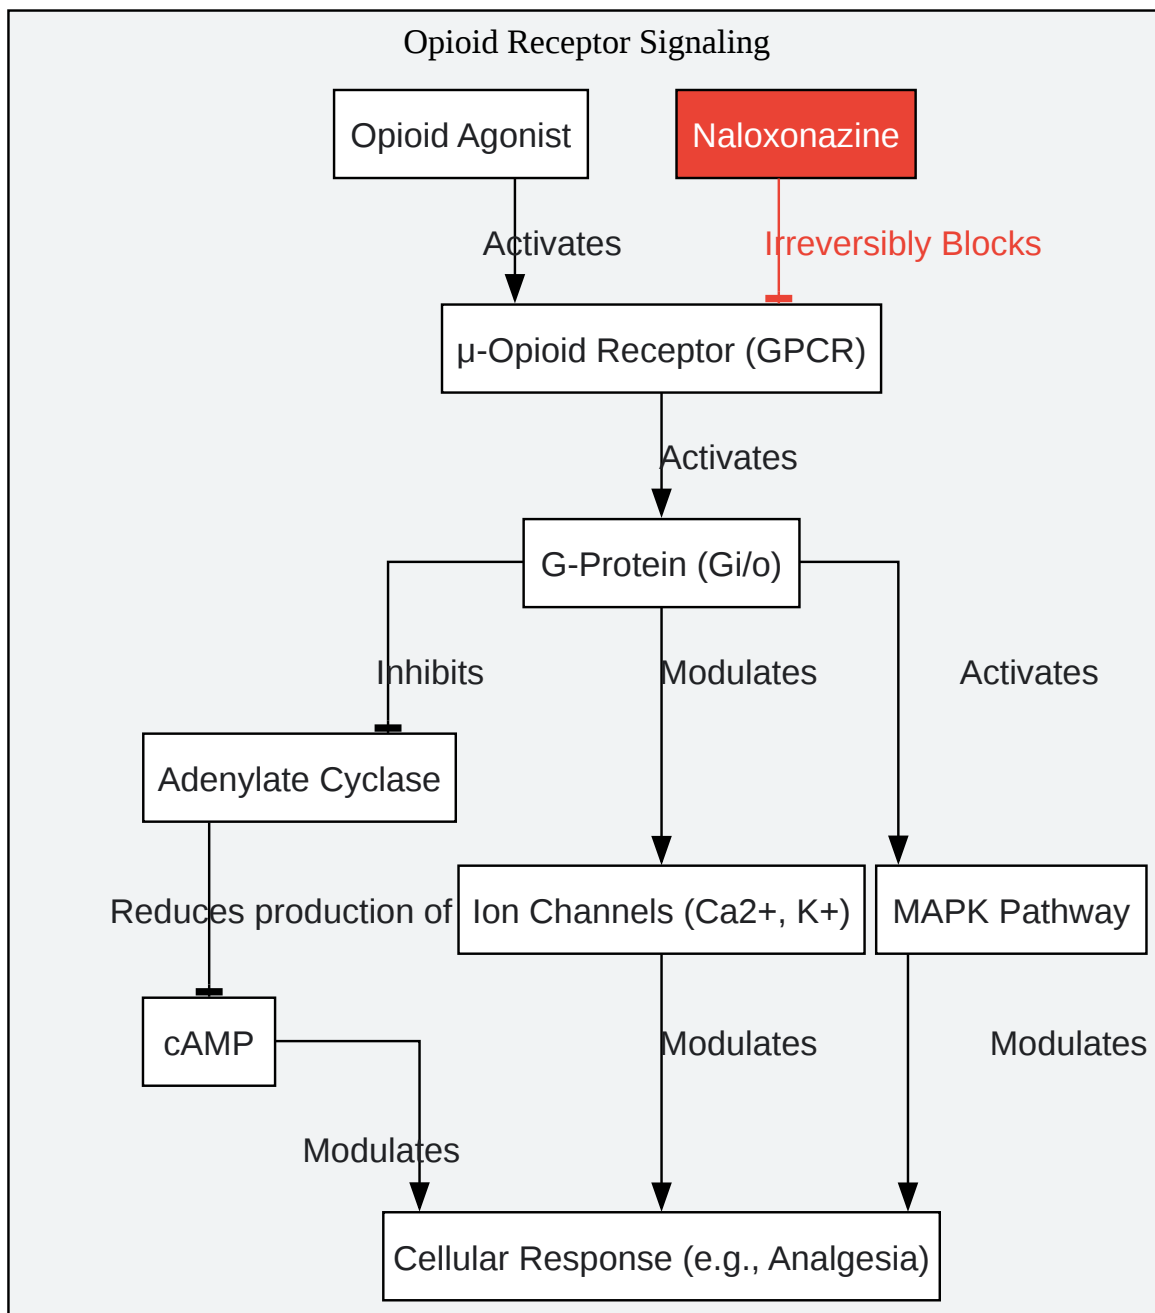 Opioid Receptor Signaling
Opioid Agonist
Naloxonazine
Activates
Irreversibly Blocks
μ-Opioid Receptor (GPCR)
Activates
G-Protein (Gi/o)
Inhibits
Modulates
Activates
Adenylate Cyclase
Reduces production of
Ion Channels (Ca2+, K+)
MAPK Pathway
cAMP
Modulates
Modulates
Modulates
Cellular Response (e.g., Analgesia)